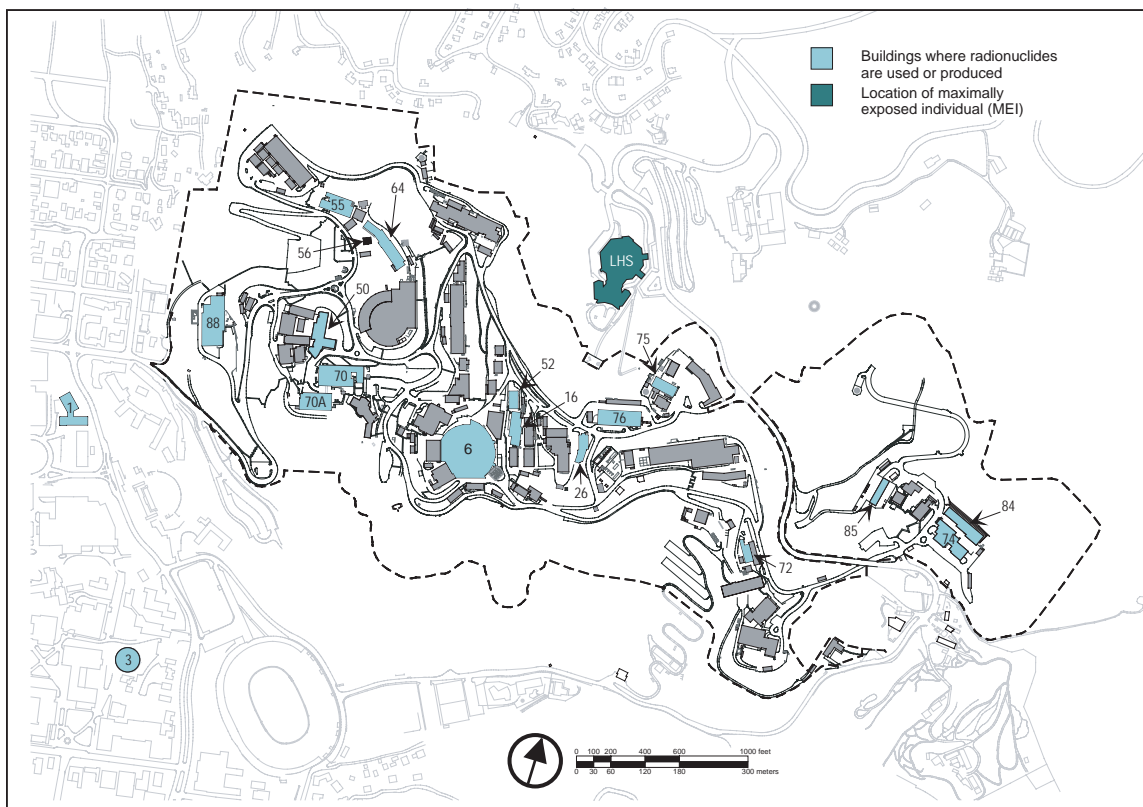 Buildings where radionuclides
are used or produced
Location of maximally
exposed individual (MEI)
64
55
56
LHS
50
88
75
52
70
16
1
70A
76
6
26
84
85
74
72
3
0 100 200 400 600 1000 feet
0 30 60 120 180 300 meters